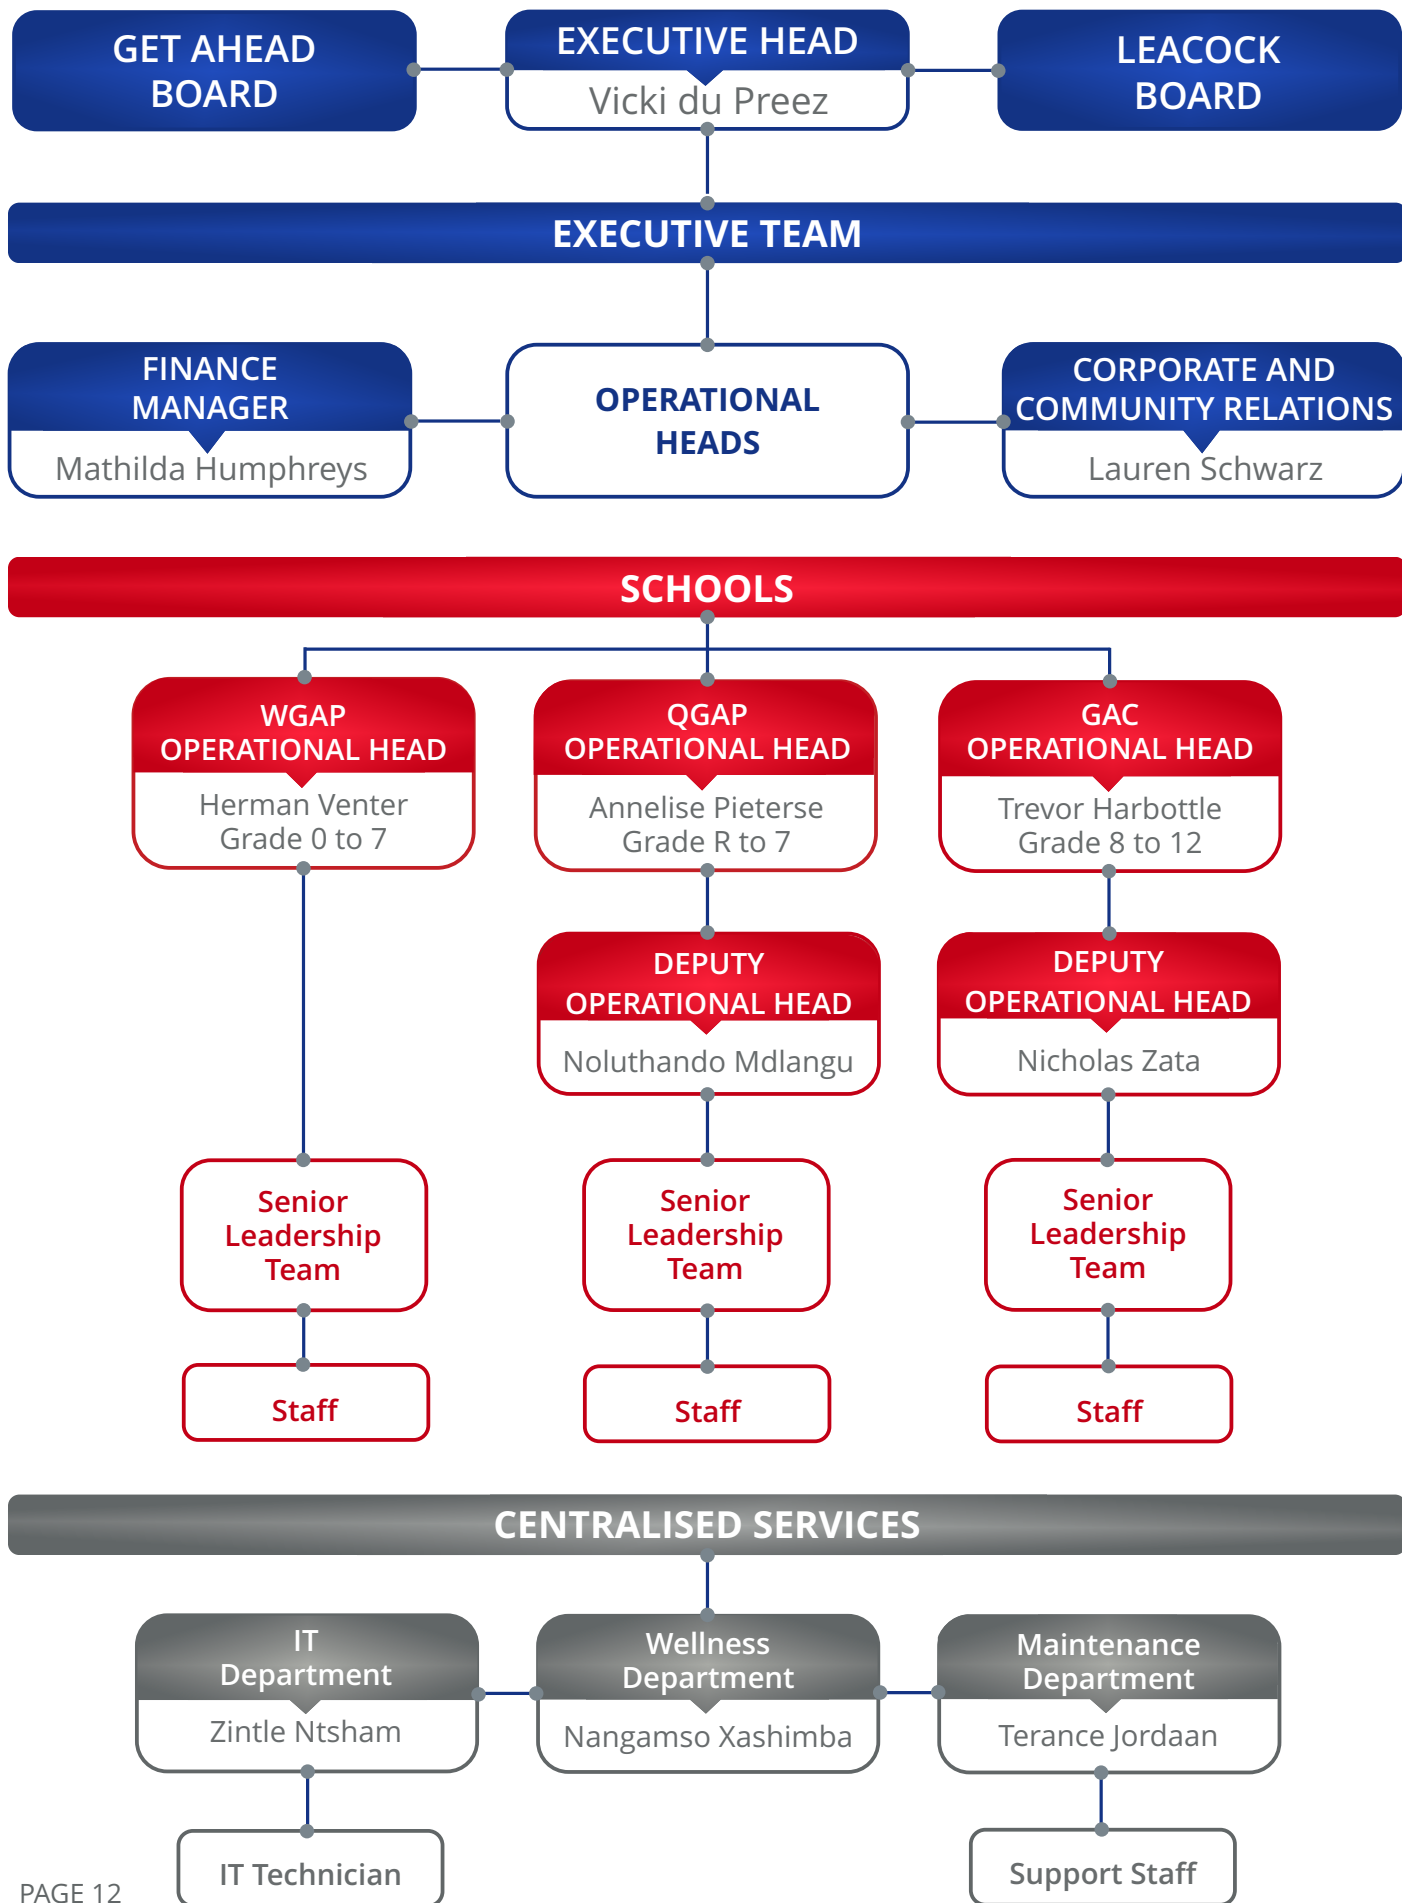 GET AHEAD
BOARD
EXECUTIVE HEAD
Vicki du Preez
LEACOCK
BOARD
EXECUTIVE TEAM
FINANCE
MANAGER
Mathilda Humphreys
OPERATIONAL
HEADS
CORPORATE AND
COMMUNITY RELATIONS
Lauren Schwarz
SCHOOLS
WGAP
OPERATIONAL HEAD
Herman Venter
Grade 0 to 7
QGAP
OPERATIONAL HEAD
Annelise Pieterse
Grade R to 7
GAC
OPERATIONAL HEAD
Trevor Harbottle
Grade 8 to 12
DEPUTY
OPERATIONAL HEAD
Noluthando Mdlangu
DEPUTY
OPERATIONAL HEAD
Nicholas Zata
Senior
Leadership
Team
Senior
Leadership
Team
Senior
Leadership
Team
Staff
Staff
Staff
CENTRALISED SERVICES
IT
Department
Zintle Ntsham
Wellness
Department
Nangamso Xashimba
Maintenance
Department
Terance Jordaan
IT Technician
Support Staff
PAGE 12